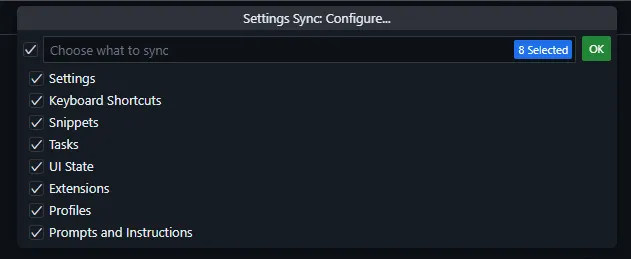 Settings Sync: Configure...
Choose what to sync 8 Selected OK
Settings
Keyboard Shortcuts
Snippets
Tasks
UI State
Extensions
Profiles
Prompts and Instructions